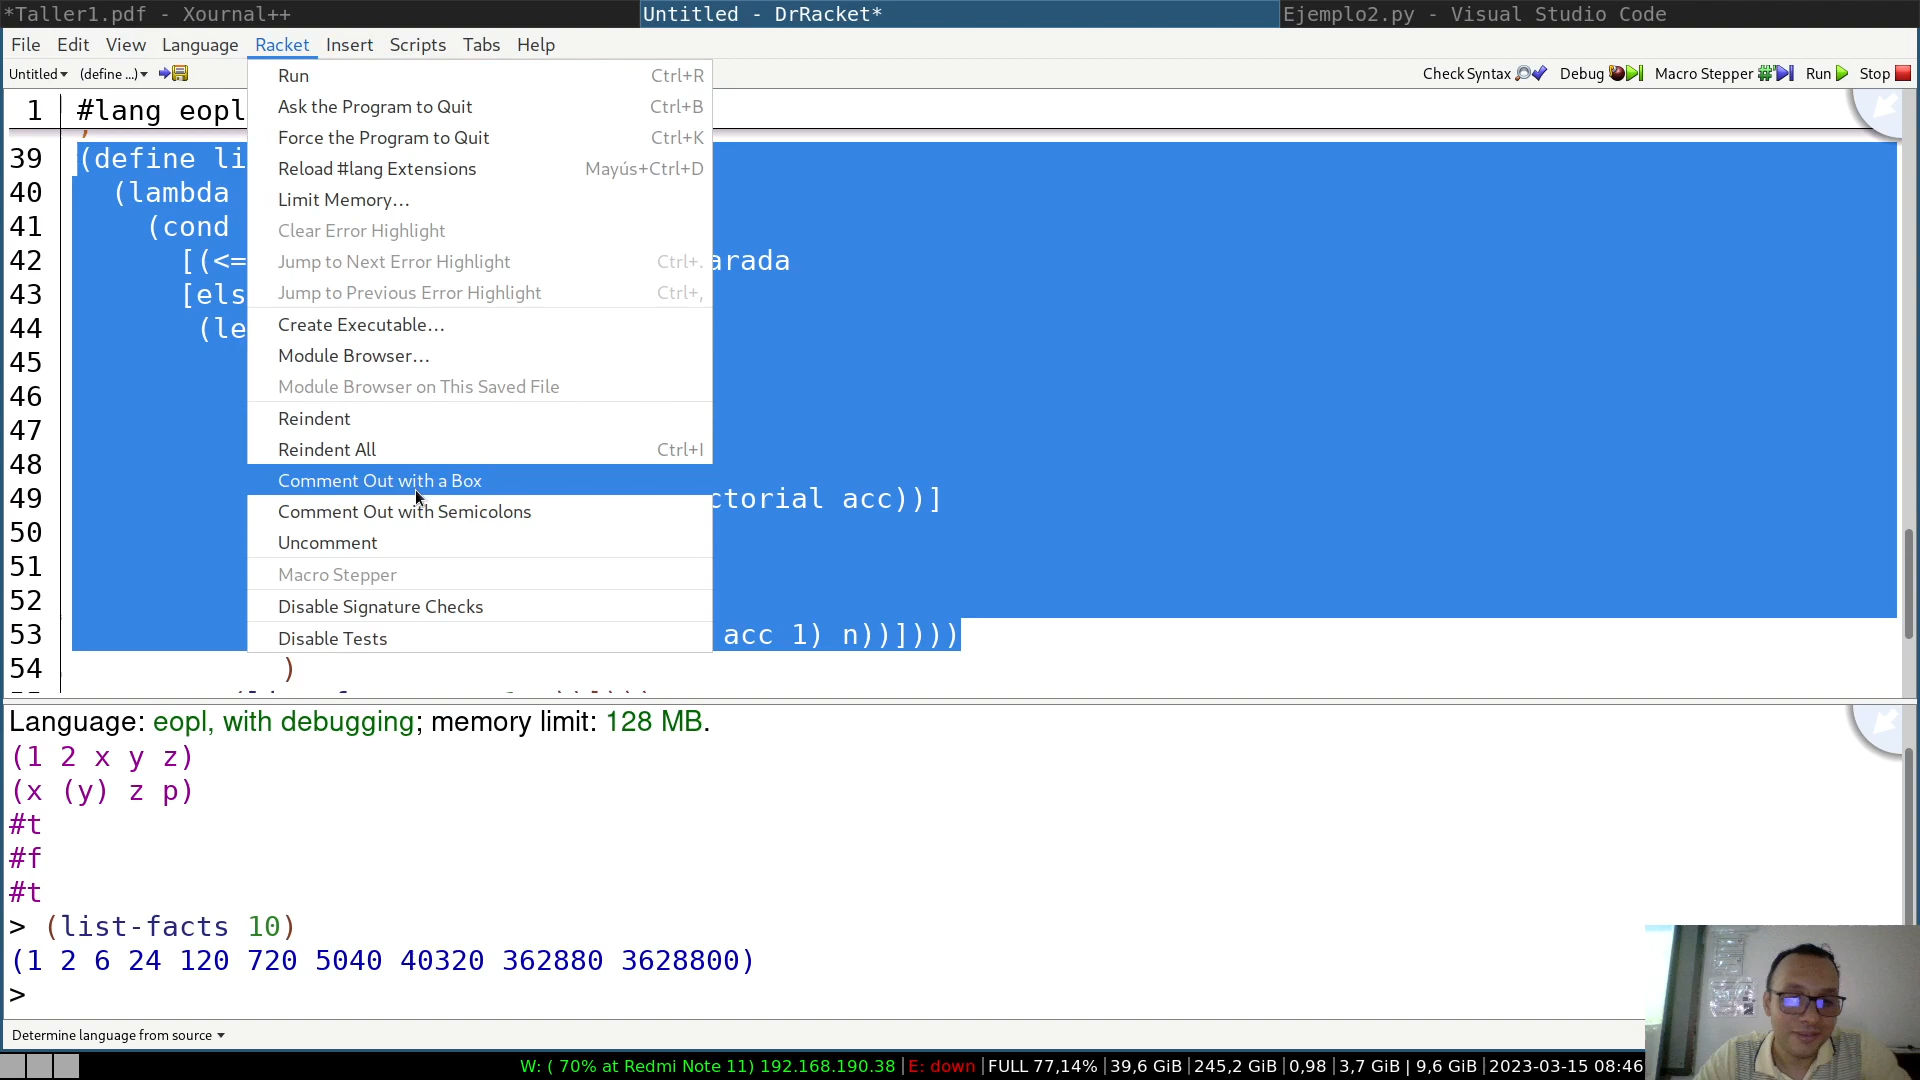 *Taller1.pdf - Xournal++
Untitled - DrRacket*
Ejemplo2.py - Visual Studio Code
File Edit View Language Racket Insert Scripts Tabs Help
Untitled (define ...)
Check Syntax Debug Macro Stepper Run Stop
Run Ctrl+R
Ask the Program to Quit Ctrl+B
Force the Program to Quit Ctrl+K
Reload #lang Extensions Mayús+Ctrl+D
Limit Memory...
Clear Error Highlight
Jump to Next Error Highlight Ctrl+.
Jump to Previous Error Highlight Ctrl+,
Create Executable...
Module Browser...
Module Browser on This Saved File
Reindent
Reindent All Ctrl+I
Comment Out with a Box
Comment Out with Semicolons
Uncomment
Macro Stepper
Disable Signature Checks
Disable Tests
1 #lang eopl
39 (define li
40 (lambda
41 (cond
42 [(<= arada
43 [els
44 (le
45
46
47
48
49 ctorial acc))]
50
51
52
53 acc 1) n))])))
54 )
Language: eopl, with debugging; memory limit: 128 MB.
(1 2 x y z)
(x (y) z p)
#t
#f
#t
> (list-facts 10)
(1 2 6 24 120 720 5040 40320 362880 3628800)
>
Determine language from source
W: ( 70% at Redmi Note 11) 192.168.190.38 |E: down |FULL 77,14% |39,6 GiB|245,2 GiB|0,98 |3,7 GiB | 9,6 GiB|2023-03-15 08:46